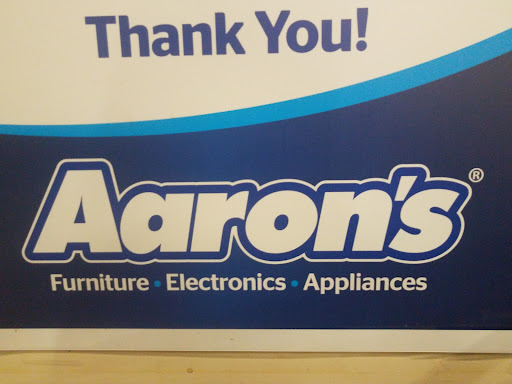 Thank You!
Aaron's®
Furniture • Electronics • Appliances